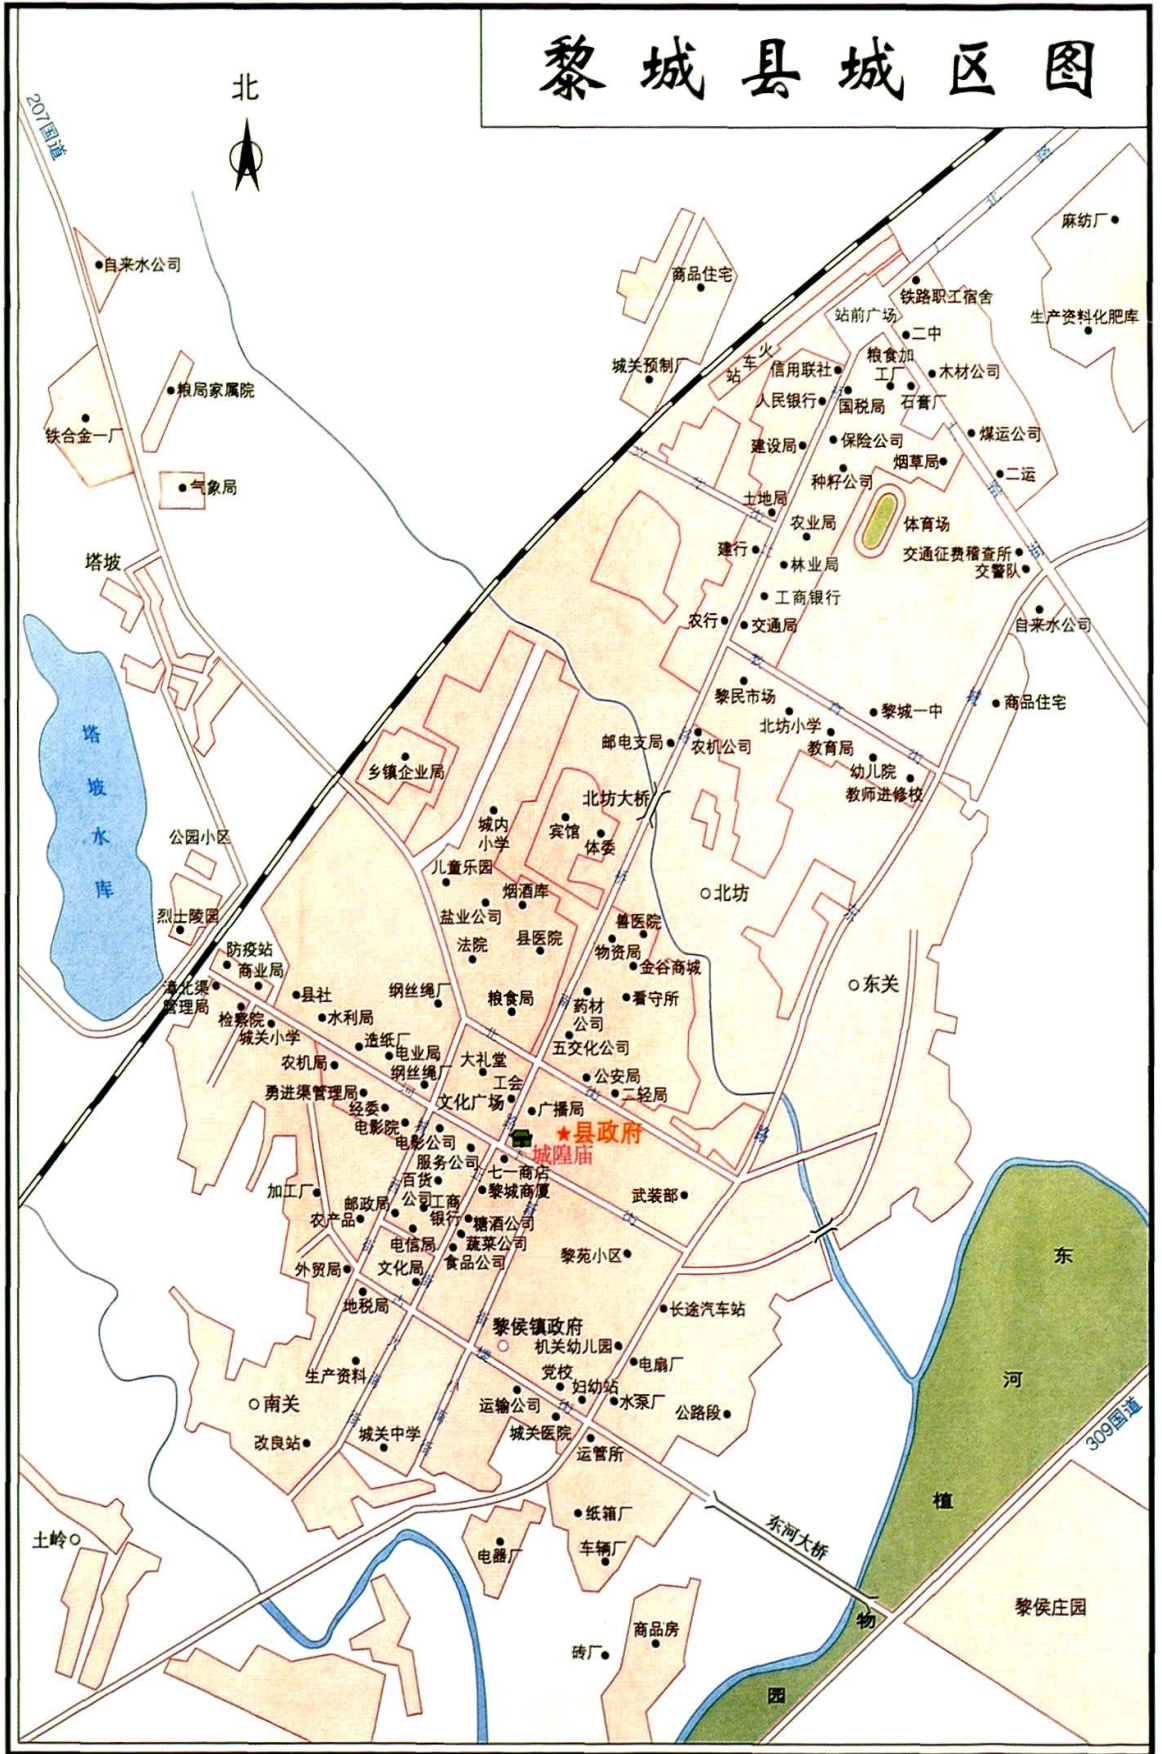 黎城县城区图
北
207国道
自来水公司
粮局家属院
铁合金一厂
气象局
塔坡
塔坡水库
公园小区
烈士陵园
麻纺厂
生产资料化肥库
商品住宅
城关预制厂
铁路职工宿舍
站前广场
二中
火车站
粮食加
工厂
木材公司
信用联社
人民银行
国税局
石膏厂
建设局
保险公司
煤运公司
烟草局
二运
种籽公司
土地局
体育场
农业局
建行
林业局
交通征费稽查所
交警队
工商银行
农行
交通局
自来水公司
黎民市场
北坊小学
黎城一中
商品住宅
教育局
邮电支局
农机公司
幼儿院
教师进修校
乡镇企业局
北坊大桥
城内
小学
宾馆
体委
儿童乐园
烟酒库
北坊
盐业公司
兽医院
法院
县医院
物资局
金谷商城
防疫站
商业局
漳北渠
管理局
县社
纲丝绳厂
粮食局
药材
公司
看守所
东关
检察院
水利局
城关小学
造纸厂
电业局
五交化公司
农机局
纲丝绳厂
大礼堂
工会
公安局
二轻局
勇进渠管理局
文化广场
广播局
经委
电影院
电影公司
县政府
城隍庙
服务公司
七一商店
百货
公司
黎城商厦
加工厂
邮政局
工商
银行
武装部
农产品
糖酒公司
电信局
蔬菜公司
食品公司
黎苑小区
外贸局
文化局
地税局
长途汽车站
黎侯镇政府
机关幼儿园
电扇厂
生产资料
党校
妇幼站
水泵厂
运输公司
公路段
南关
城关医院
改良站
城关中学
运管所
土岭
纸箱厂
东河大桥
电器厂
车辆厂
商品房
砖厂
东河植物园
309国道
黎侯庄园